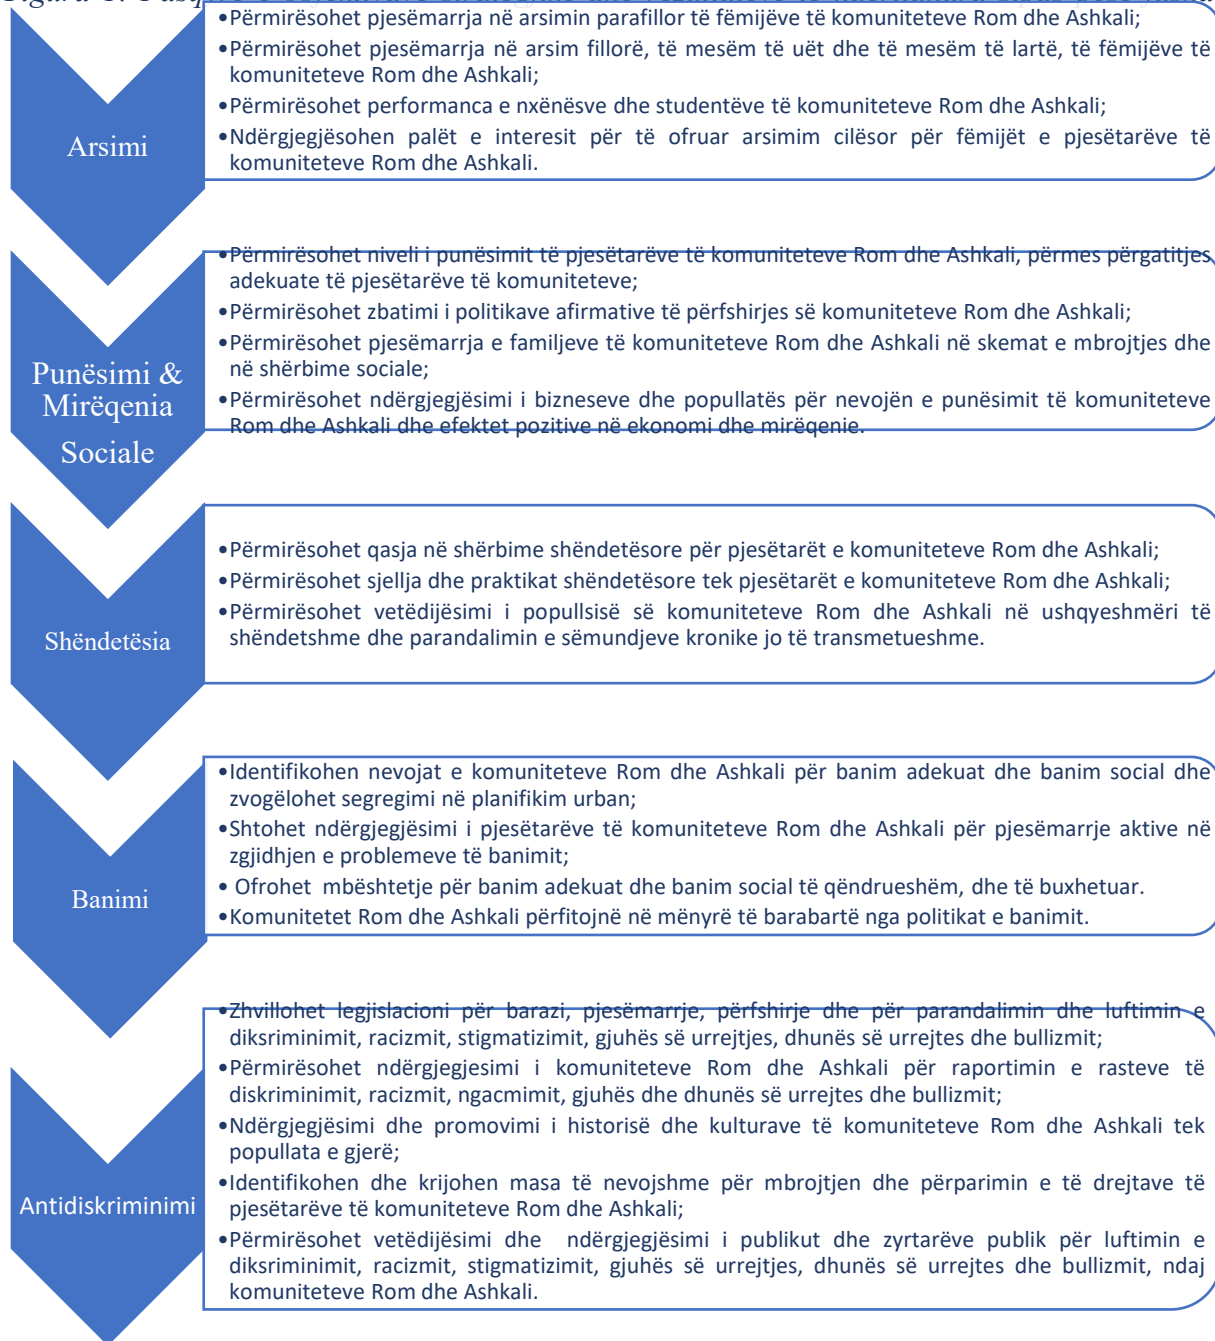 Arsimi
•Përmirësohet pjesëmarrja në arsimin parafillor të fëmijëve të komuniteteve Rom dhe Ashkali;
•Përmirësohet pjesëmarrja në arsim fillorë, të mesëm të uët dhe të mesëm të lartë, të fëmijëve të
komuniteteve Rom dhe Ashkali;
•Përmirësohet performanca e nxënësve dhe studentëve të komuniteteve Rom dhe Ashkali;
•Ndërgjegjësohen palët e interesit për të ofruar arsimim cilësor për fëmijët e pjesëtarëve të
komuniteteve Rom dhe Ashkali.
Punësimi &
Mirëqenia
Sociale
•Përmirësohet niveli i punësimit të pjesëtarëve të komuniteteve Rom dhe Ashkali, përmes përgatitjes
adekuate të pjesëtarëve të komuniteteve;
•Përmirësohet zbatimi i politikave afirmative të përfshirjes së komuniteteve Rom dhe Ashkali;
•Përmirësohet pjesëmarrja e familjeve të komuniteteve Rom dhe Ashkali në skemat e mbrojtjes dhe
në shërbime sociale;
•Përmirësohet ndërgjegjësimi i bizneseve dhe popullatës për nevojën e punësimit të komuniteteve
Rom dhe Ashkali dhe efektet pozitive në ekonomi dhe mirëqenie.
Shëndetësia
•Përmirësohet qasja në shërbime shëndetësore për pjesëtarët e komuniteteve Rom dhe Ashkali;
•Përmirësohet sjellja dhe praktikat shëndetësore tek pjesëtarët e komuniteteve Rom dhe Ashkali;
•Përmirësohet vetëdijësimi i popullsisë së komuniteteve Rom dhe Ashkali në ushqyeshmëri të
shëndetshme dhe parandalimin e sëmundjeve kronike jo të transmetueshme.
Banimi
•Identifikohen nevojat e komuniteteve Rom dhe Ashkali për banim adekuat dhe banim social dhe
zvogëlohet segregimi në planifikim urban;
•Shtohet ndërgjegjësimi i pjesëtarëve të komuniteteve Rom dhe Ashkali për pjesëmarrje aktive në
zgjidhjen e problemeve të banimit;
• Ofrohet mbështetje për banim adekuat dhe banim social të qëndrueshëm, dhe të buxhetuar.
•Komunitetet Rom dhe Ashkali përfitojnë në mënyrë të barabartë nga politikat e banimit.
Antidiskriminimi
•Zhvillohet legjislacioni për barazi, pjesëmarrje, përfshirje dhe për parandalimin dhe luftimin e
diksriminimit, racizmit, stigmatizimit, gjuhës së urrejtjes, dhunës së urrejtes dhe bullizmit;
•Përmirësohet ndërgjegjesimi i komuniteteve Rom dhe Ashkali për raportimin e rasteve të
diskriminimit, racizmit, ngacmimit, gjuhës dhe dhunës së urrejtes dhe bullizmit;
•Ndërgjegjësimi dhe promovimi i historisë dhe kulturave të komuniteteve Rom dhe Ashkali tek
popullata e gjerë;
•Identifikohen dhe krijohen masa të nevojshme për mbrojtjen dhe përparimin e të drejtave të
pjesëtarëve të komuniteteve Rom dhe Ashkali;
•Përmirësohet vetëdijësimi dhe ndërgjegjësimi i publikut dhe zyrtarëve publik për luftimin e
diksriminimit, racizmit, stigmatizimit, gjuhës së urrejtjes, dhunës së urrejtes dhe bullizmit, ndaj
komuniteteve Rom dhe Ashkali.